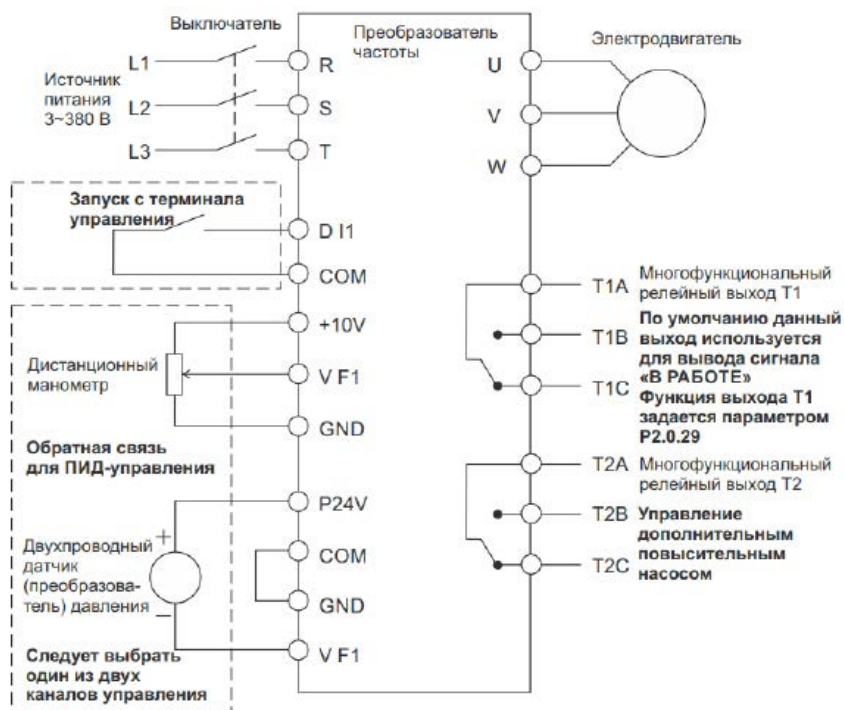 Выключатель
Преобразователь
частоты
Электродвигатель
Источник
питания
3~380 В
L1
L2
L3
R
S
T
U
V
W
Запуск с терминала
управления
D I1
COM
+10V
V F1
GND
Дистанционный
манометр
Обратная связь
для ПИД-управления
P24V
COM
GND
V F1
Двухпроводный
датчик
(преобразова-
тель) давления
+
–
Следует выбрать
один из двух
каналов управления
T1A
T1B
T1C
Многофункциональный
релейный выход T1
По умолчанию данный
выход используется
для вывода сигнала
«В РАБОТЕ»
Функция выхода T1
задается параметром
P2.0.29
T2A
T2B
T2C
Многофункциональный
релейный выход T2
Управление
дополнительным
повысительным
насосом